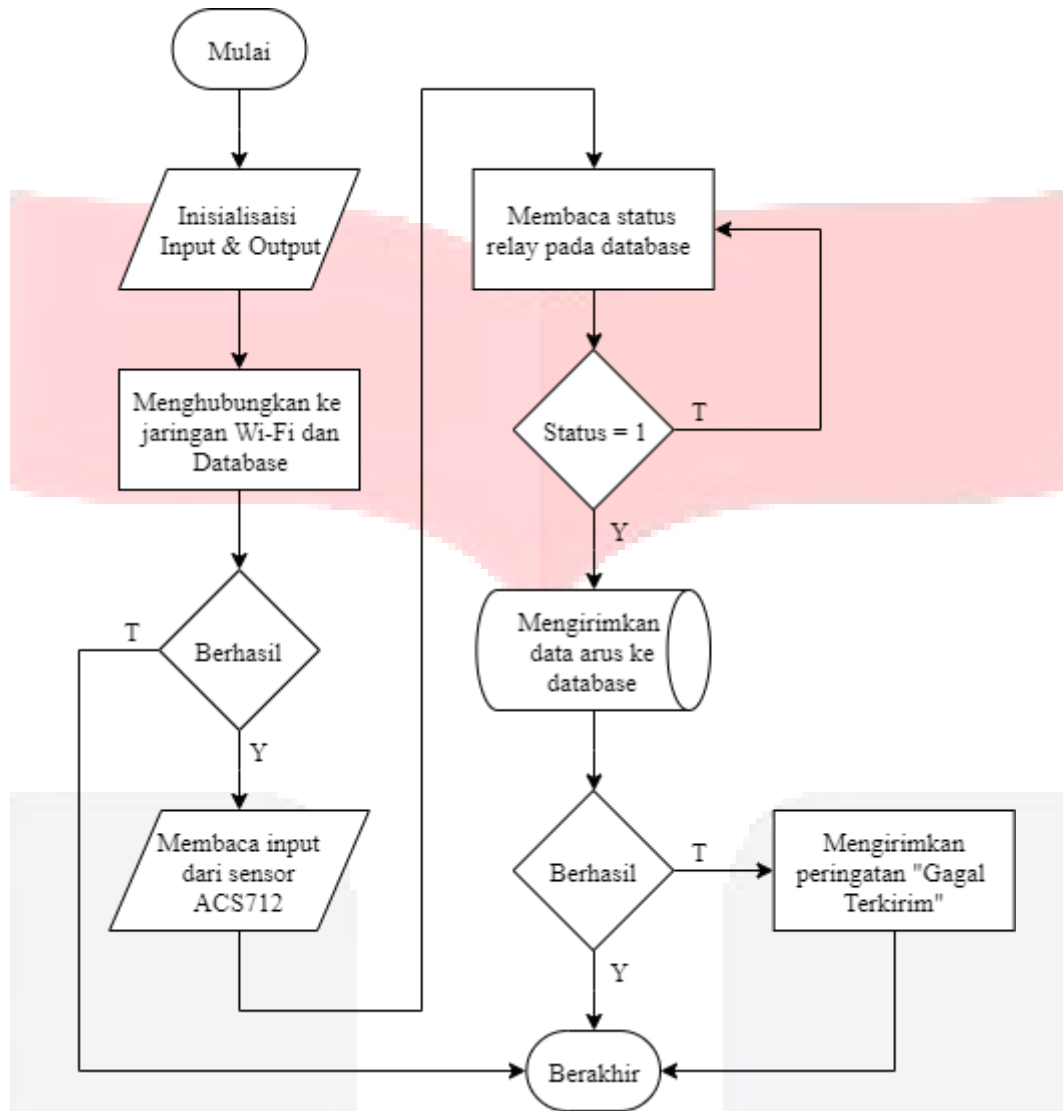 Mulai
Inisialisaisi
Input & Output
Menghubungkan ke
jaringan Wi-Fi dan
Database
Berhasil
T
Y
Membaca input
dari sensor
ACS712
Membaca status
relay pada database
Status = 1
T
Y
Mengirimkan
data arus ke
database
Berhasil
T
Y
Mengirimkan
peringatan "Gagal
Terkirim"
Berakhir